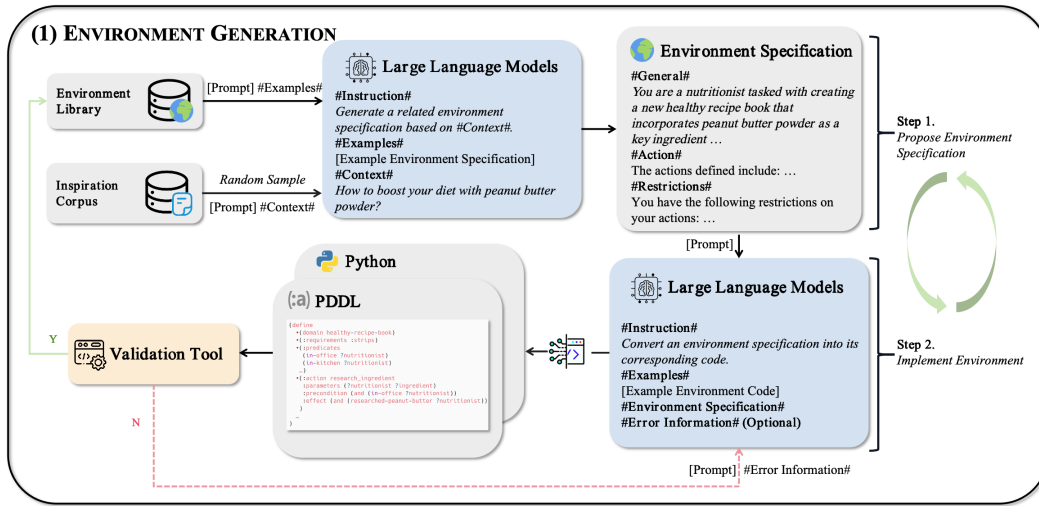 (1) ENVIRONMENT GENERATION
Environment
Library
[Prompt] #Examples#
Inspiration
Corpus
Random Sample
[Prompt] #Context#
Large Language Models
#Instruction#
Generate a related environment
specification based on #Context#.
#Examples#
[Example Environment Specification]
#Context#
How to boost your diet with peanut butter
powder?
Environment Specification
#General#
You are a nutritionist tasked with creating
a new healthy recipe book that
incorporates peanut butter powder as a
key ingredient …
#Action#
The actions defined include: …
#Restrictions#
You have the following restrictions on
your actions: …
Step 1.
Propose Environment
Specification
[Prompt]
Large Language Models
#Instruction#
Convert an environment specification into its
corresponding code.
#Examples#
[Example Environment Code]
#Environment Specification#
#Error Information# (Optional)
Step 2.
Implement Environment
Python
(:a) PDDL
(define
(domain healthy-recipe-book)
(:requirements :strips)
(:predicates
(in-office ?nutritionist)
(in-kitchen ?nutritionist)
…)
(:action research_ingredient
:parameters (?nutritionist ?ingredient)
:precondition (and (in-office ?nutritionist))
:effect (and (researched-peanut-butter ?nutritionist))
)
…
)
Validation Tool
Y
N
[Prompt] #Error Information#